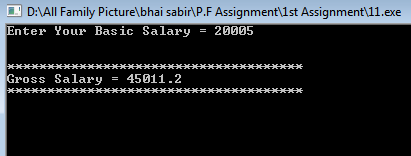 D:\All Family Picture\bhai sabir\P.F Assignment\1st Assignment\11.exe
Enter Your Basic Salary = 20005
*************************************
Gross Salary = 45011.2
*************************************